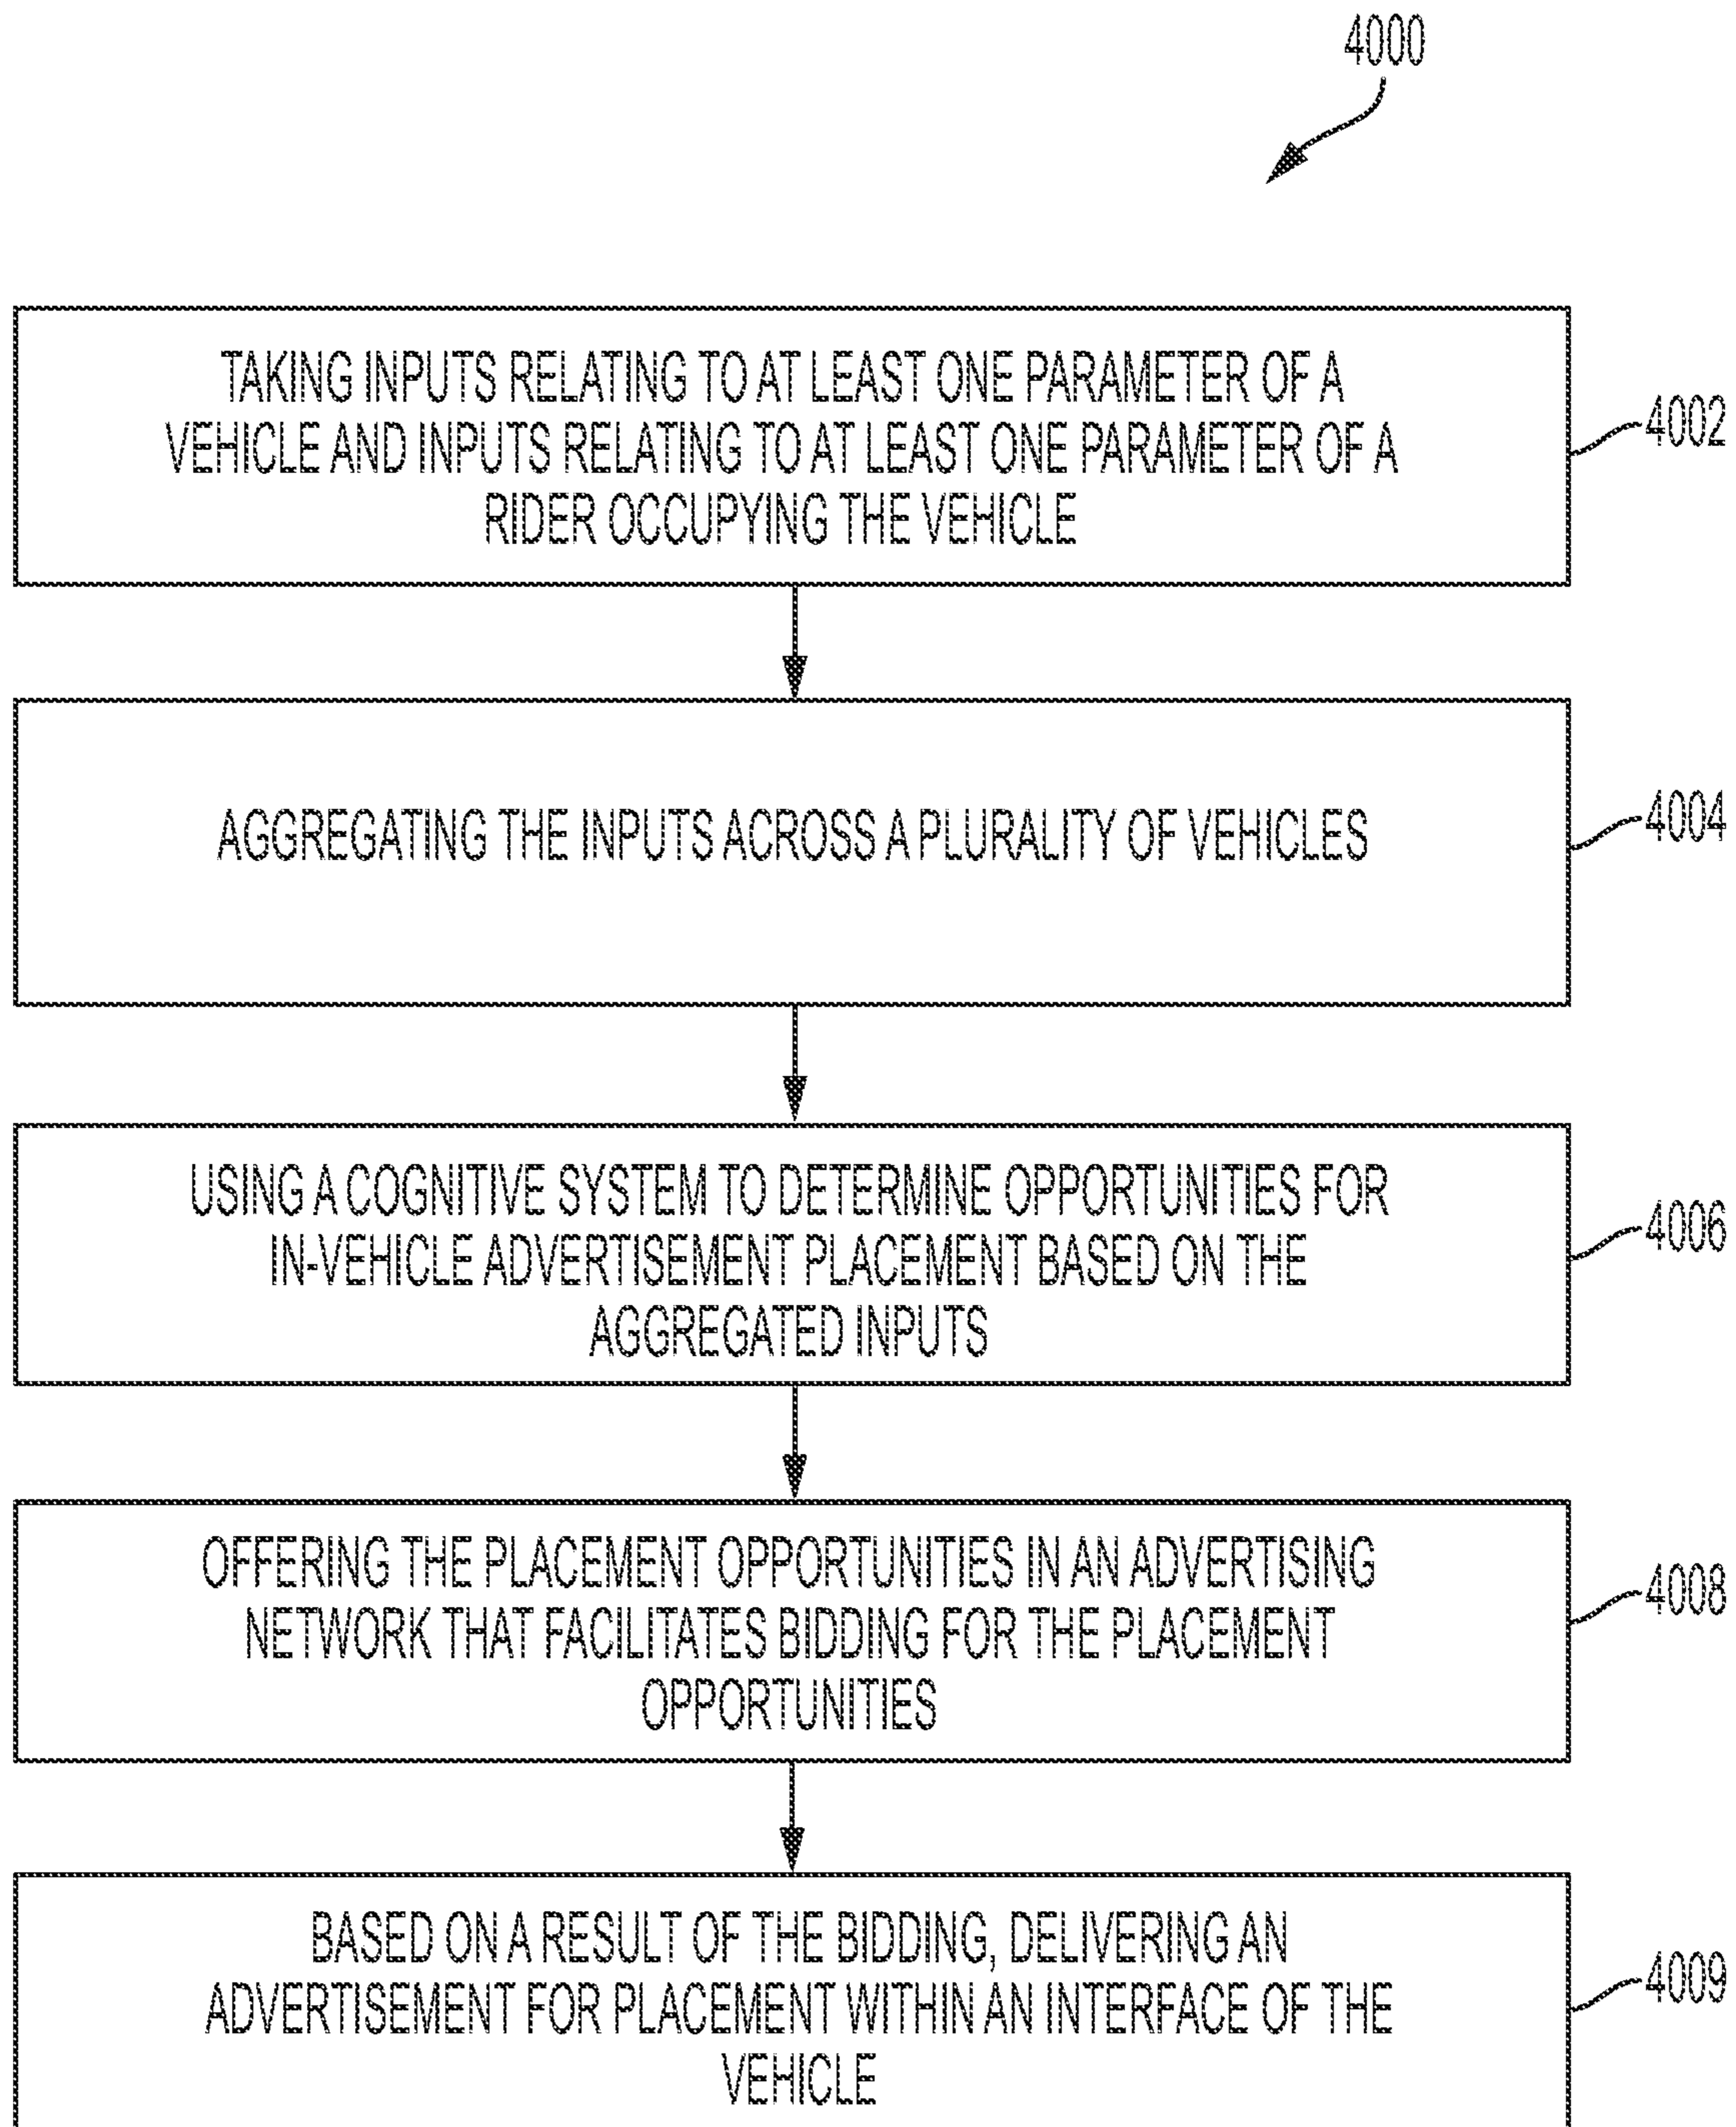 4000
TAKING INPUTS RELATING TO AT LEAST ONE PARAMETER OF A
VEHICLE AND INPUTS RELATING TO AT LEAST ONE PARAMETER OF A
RIDER OCCUPYING THE VEHICLE
4002
AGGREGATING THE INPUTS ACROSS A PLURALITY OF VEHICLES
4004
USING A COGNITIVE SYSTEM TO DETERMINE OPPORTUNITIES FOR
IN-VEHICLE ADVERTISEMENT PLACEMENT BASED ON THE
AGGREGATED INPUTS
4006
OFFERING THE PLACEMENT OPPORTUNITIES IN AN ADVERTISING
NETWORK THAT FACILITATES BIDDING FOR THE PLACEMENT
OPPORTUNITIES
4008
BASED ON A RESULT OF THE BIDDING, DELIVERING AN
ADVERTISEMENT FOR PLACEMENT WITHIN AN INTERFACE OF THE
VEHICLE
4009